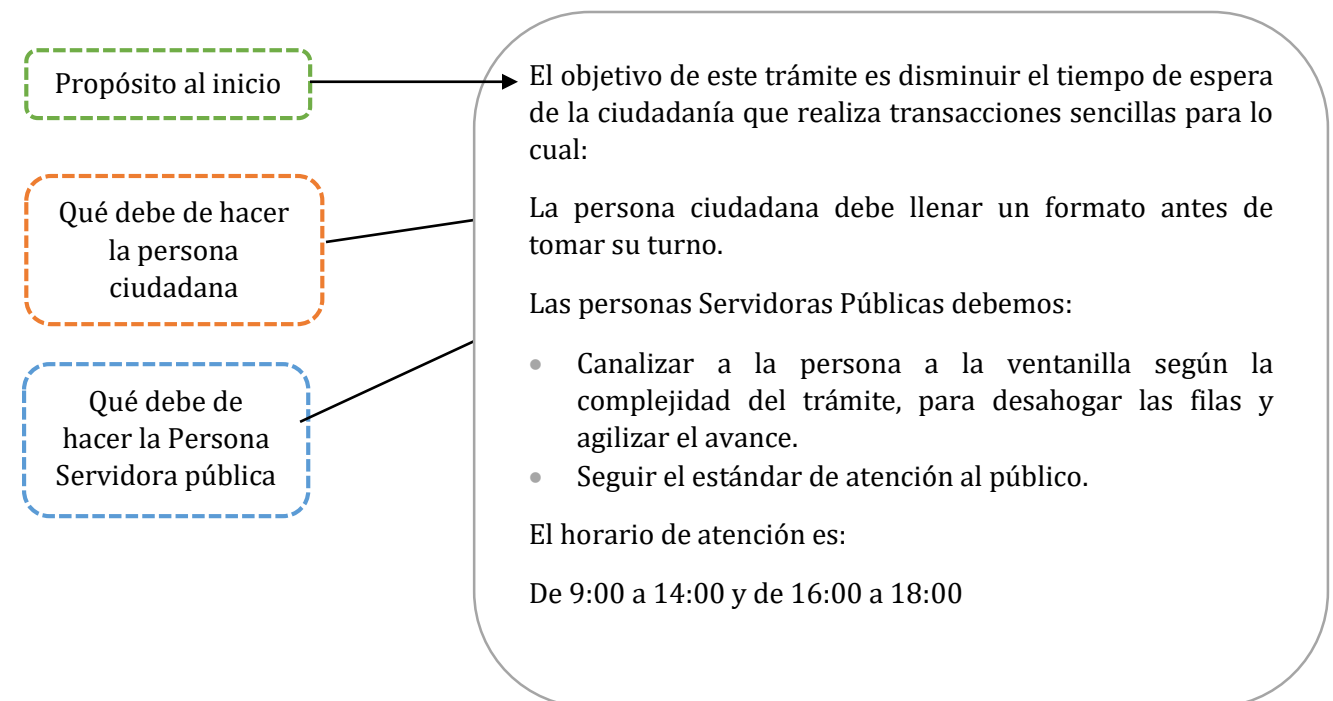 Propósito al inicio
Qué debe de hacer
la persona
ciudadana
Qué debe de
hacer la Persona
Servidora pública
El objetivo de este trámite es disminuir el tiempo de espera
de la ciudadanía que realiza transacciones sencillas para lo
cual:
La persona ciudadana debe llenar un formato antes de
tomar su turno.
Las personas Servidoras Públicas debemos:
• Canalizar a la persona a la ventanilla según la
complejidad del trámite, para desahogar las filas y
agilizar el avance.
• Seguir el estándar de atención al público.
El horario de atención es:
De 9:00 a 14:00 y de 16:00 a 18:00